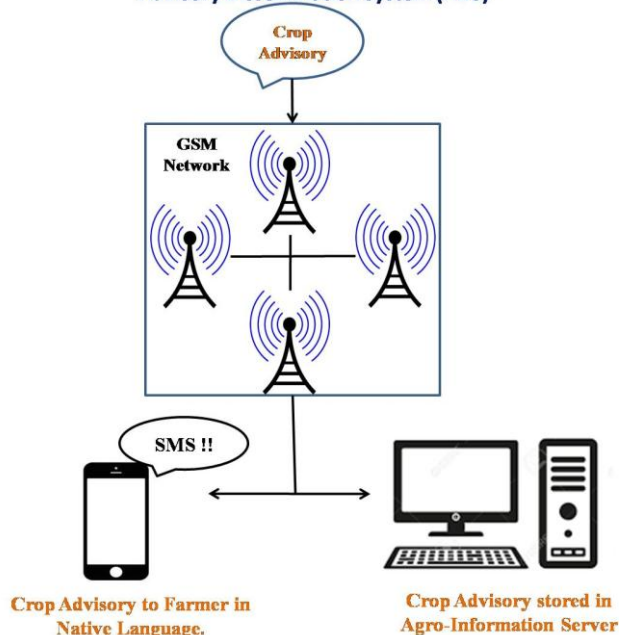 Crop
Advisory
GSM
Network
SMS !!
Crop Advisory to Farmer in
Native Language.
Crop Advisory stored in
Agro-Information Server